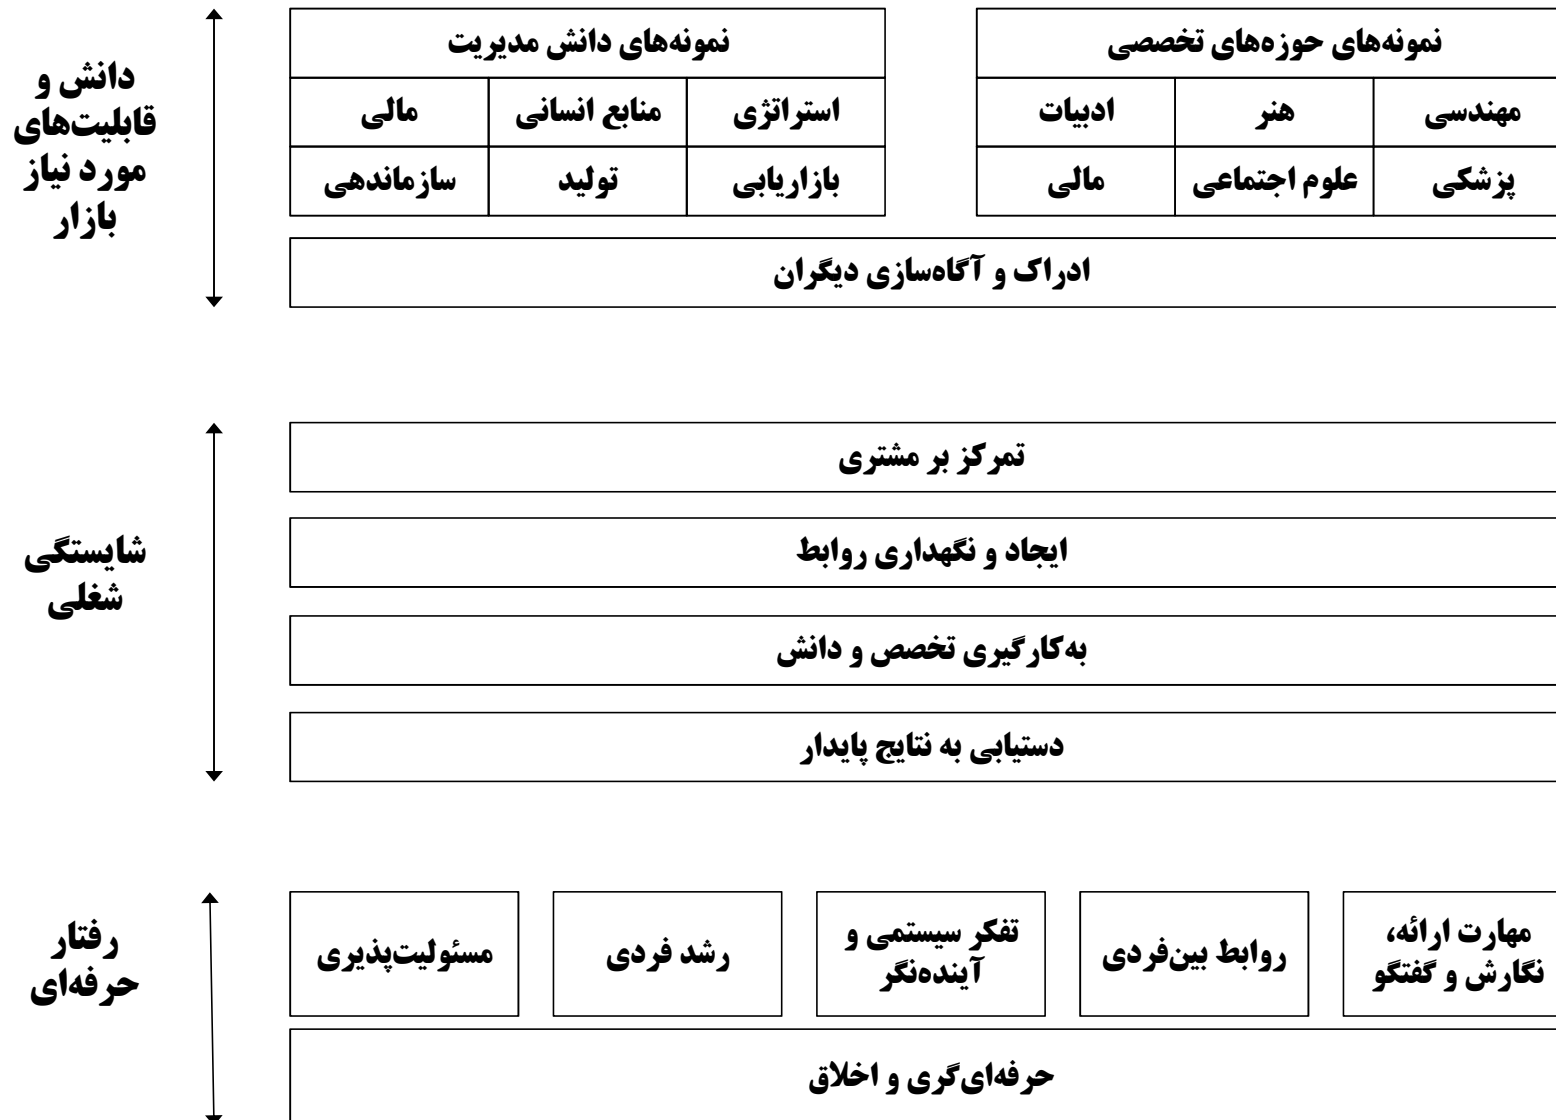 دانش و
قابلیت‌های
مورد نیاز
بازار
نمونه‌های حوزه‌های تخصصی
مهندسی
هنر
ادبیات
پزشکی
علوم اجتماعی
مالی
نمونه‌های دانش مدیریت
استراتژی
منابع انسانی
مالی
بازاریابی
تولید
سازماندهی
ادراک و آگاه‌سازی دیگران
شایستگی
شغلی
تمرکز بر مشتری
ایجاد و نگهداری روابط
به‌کارگیری تخصص و دانش
دستیابی به نتایج پایدار
رفتار
حرفه‌ای
مهارت ارائه،
نگارش و گفتگو
روابط بین‌فردی
تفکر سیستمی و
آینده‌نگر
رشد فردی
مسئولیت‌پذیری
حرفه‌ای‌گری و اخلاق